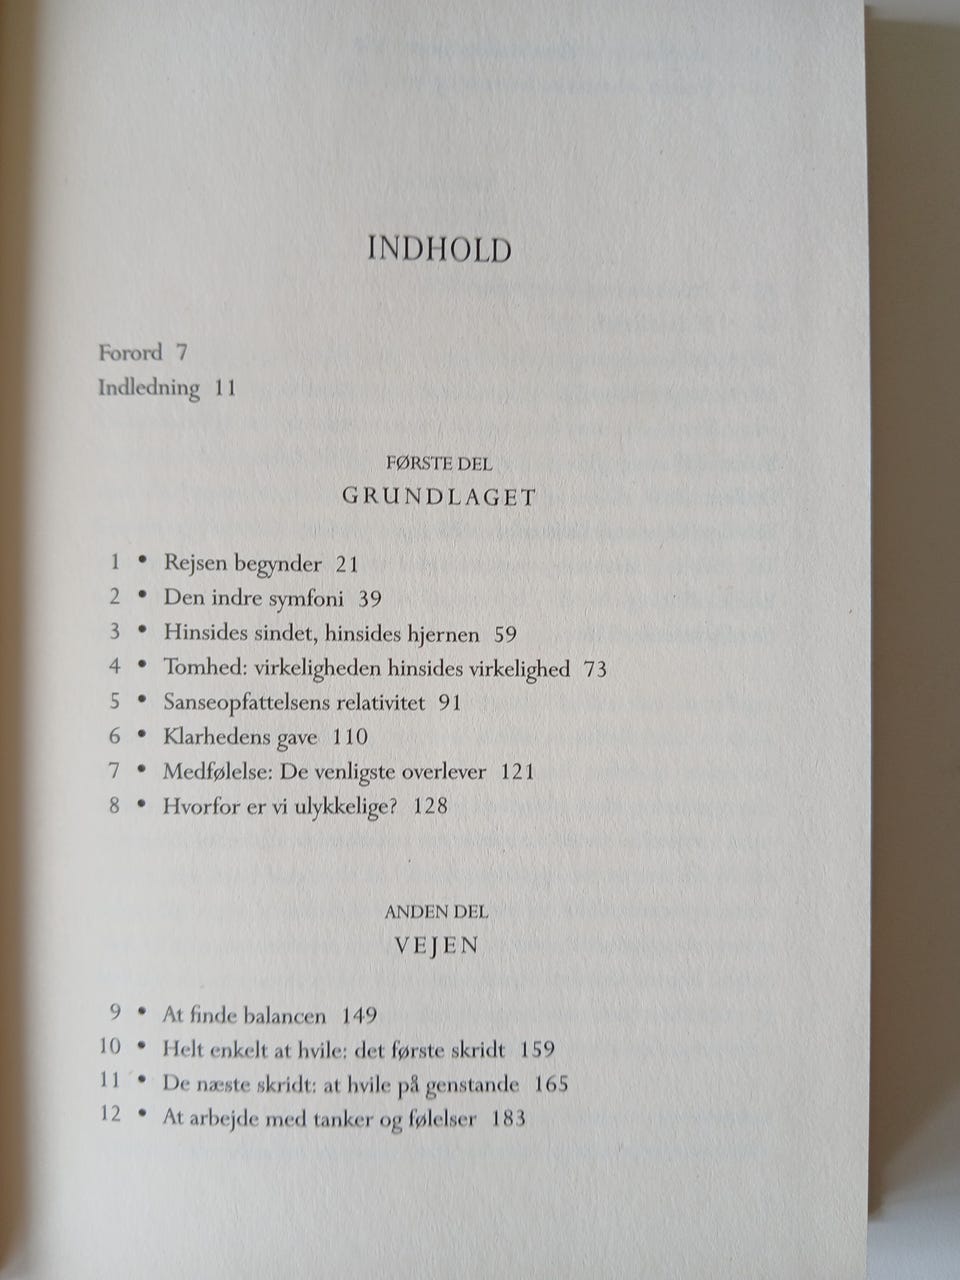 INDHOLD
Forord 7
Indledning 11
FØRSTE DEL
GRUNDLAGET
1 • Rejsen begynder 21
2 • Den indre symfoni 39
3 • Hinsides sindet, hinsides hjernen 59
4 • Tomhed: virkeligheden hinsides virkelighed 73
5 • Sanseopfattelsens relativitet 91
6 • Klarhedens gave 110
7 • Medfølelse: De venligste overlever 121
8 • Hvorfor er vi ulykkelige? 128
ANDEN DEL
VEJEN
9 • At finde balancen 149
10 • Helt enkelt at hvile: det første skridt 159
11 • De næste skridt: at hvile på genstande 165
12 • At arbejde med tanker og følelser 183